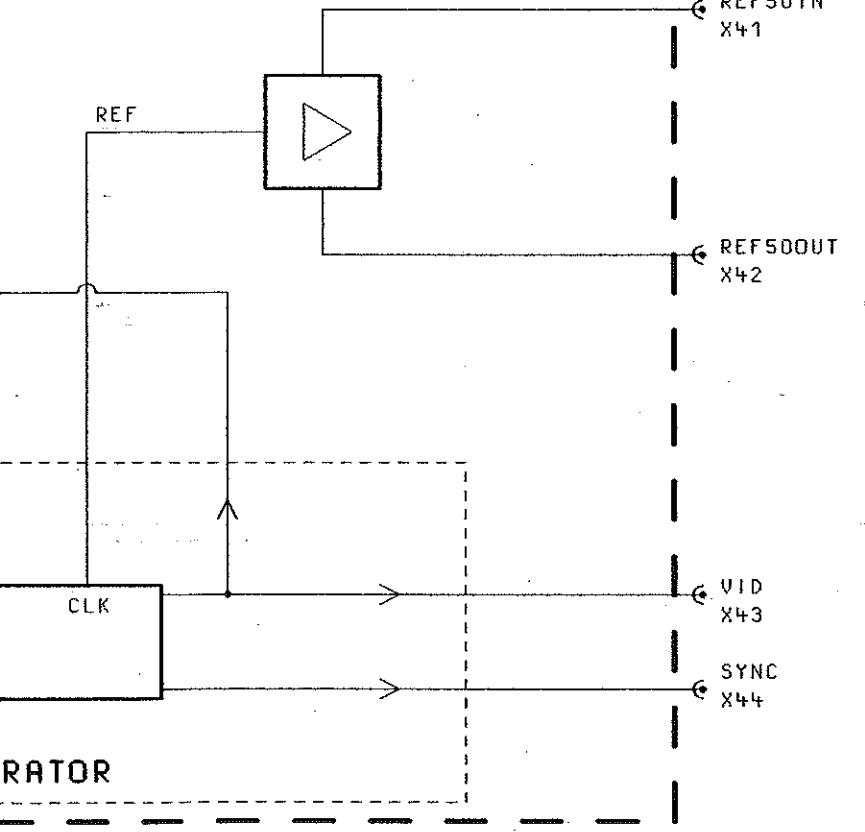 X41
REF
REF50OUT
X42
VID
CLK
X43
SYNC
X44
RATOR